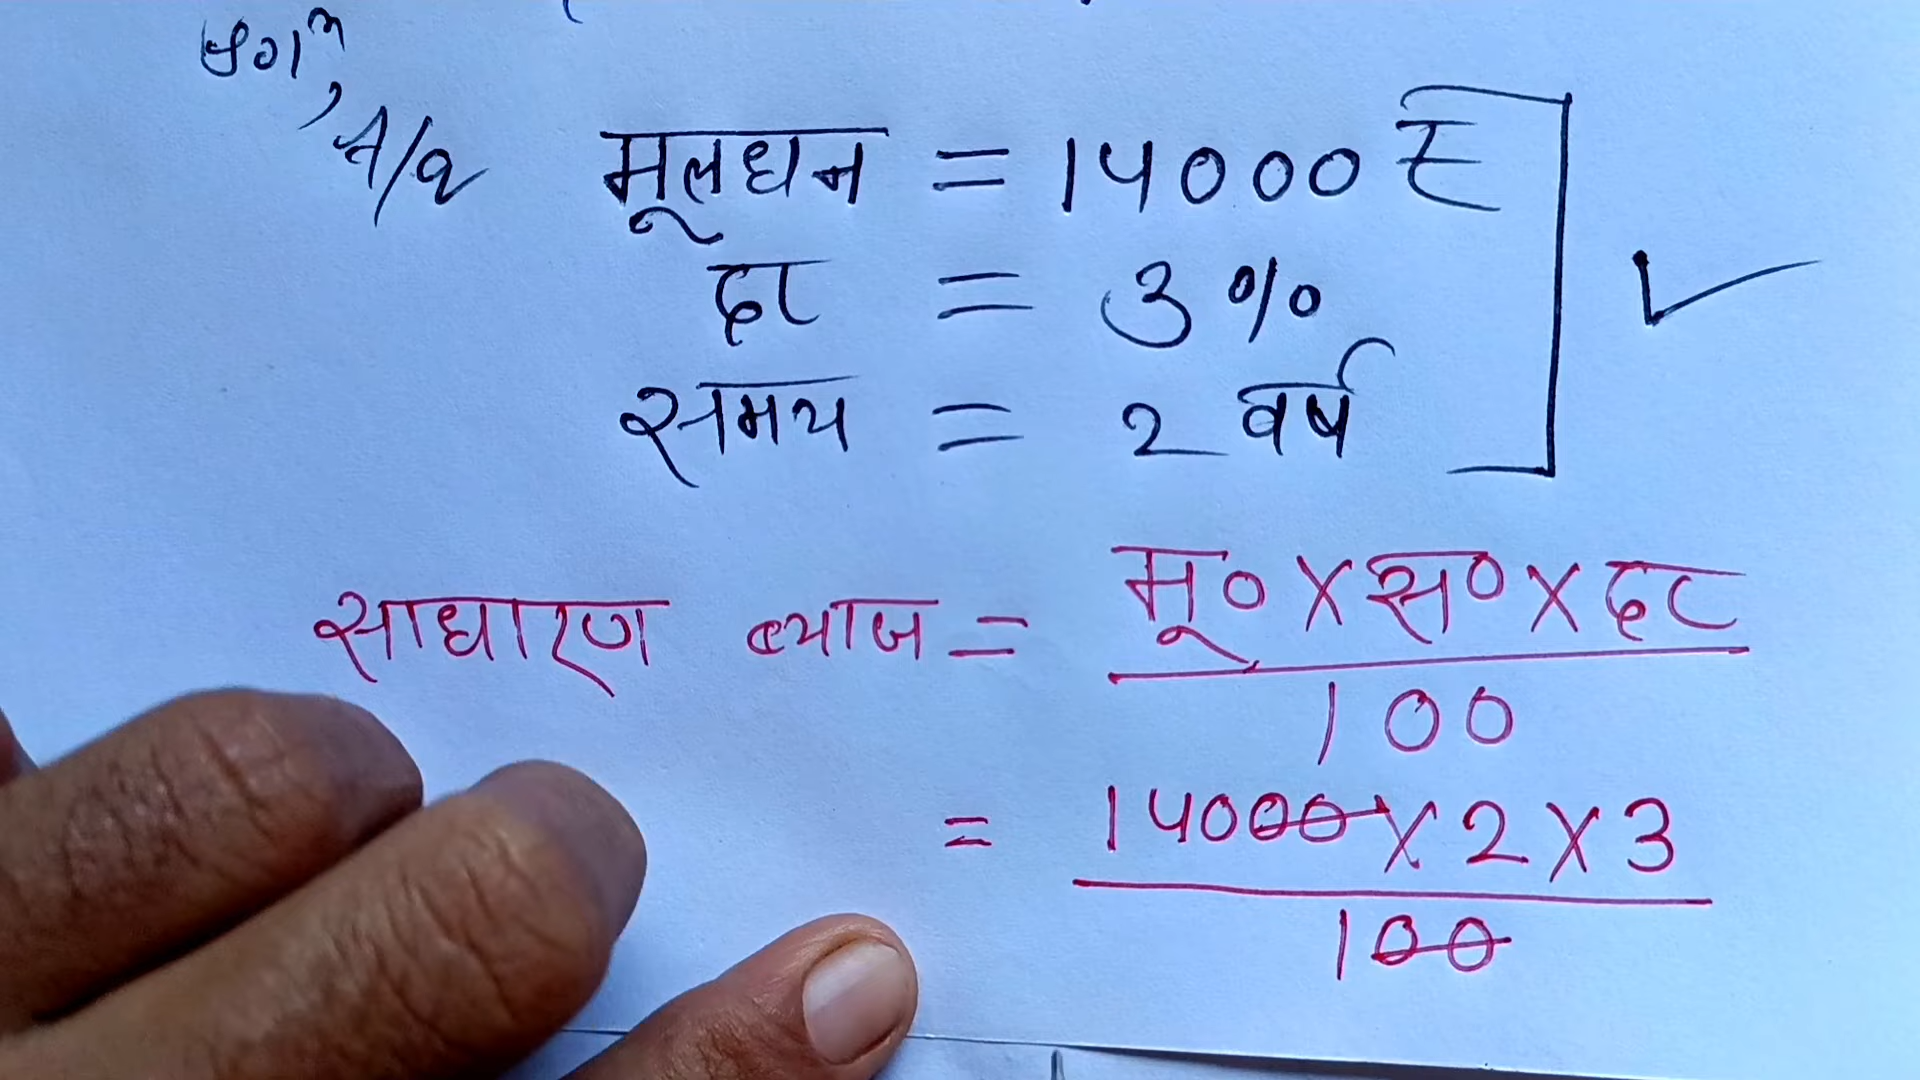 A/q मूलधन = 14000 ₹
दर = 3%
समय = 2 वर्ष
साधारण ब्याज = मू० X स० X दर
100
= 14000 X 2 X 3
100